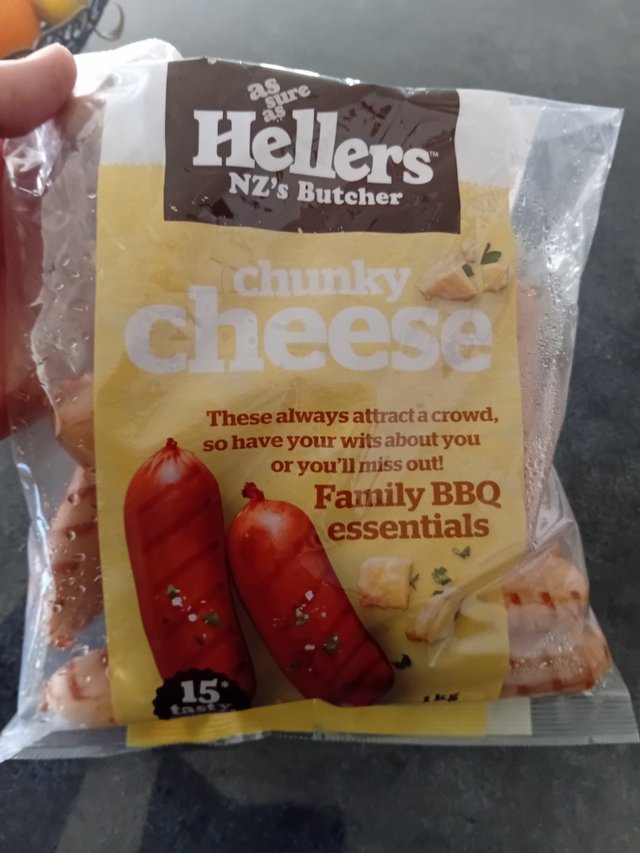 as
sure
as
Hellers™
NZ's Butcher
chunky
cheese
These always attract a crowd,
so have your wits about you
or you'll miss out!
Family BBQ
essentials
15*
tasty
1kg